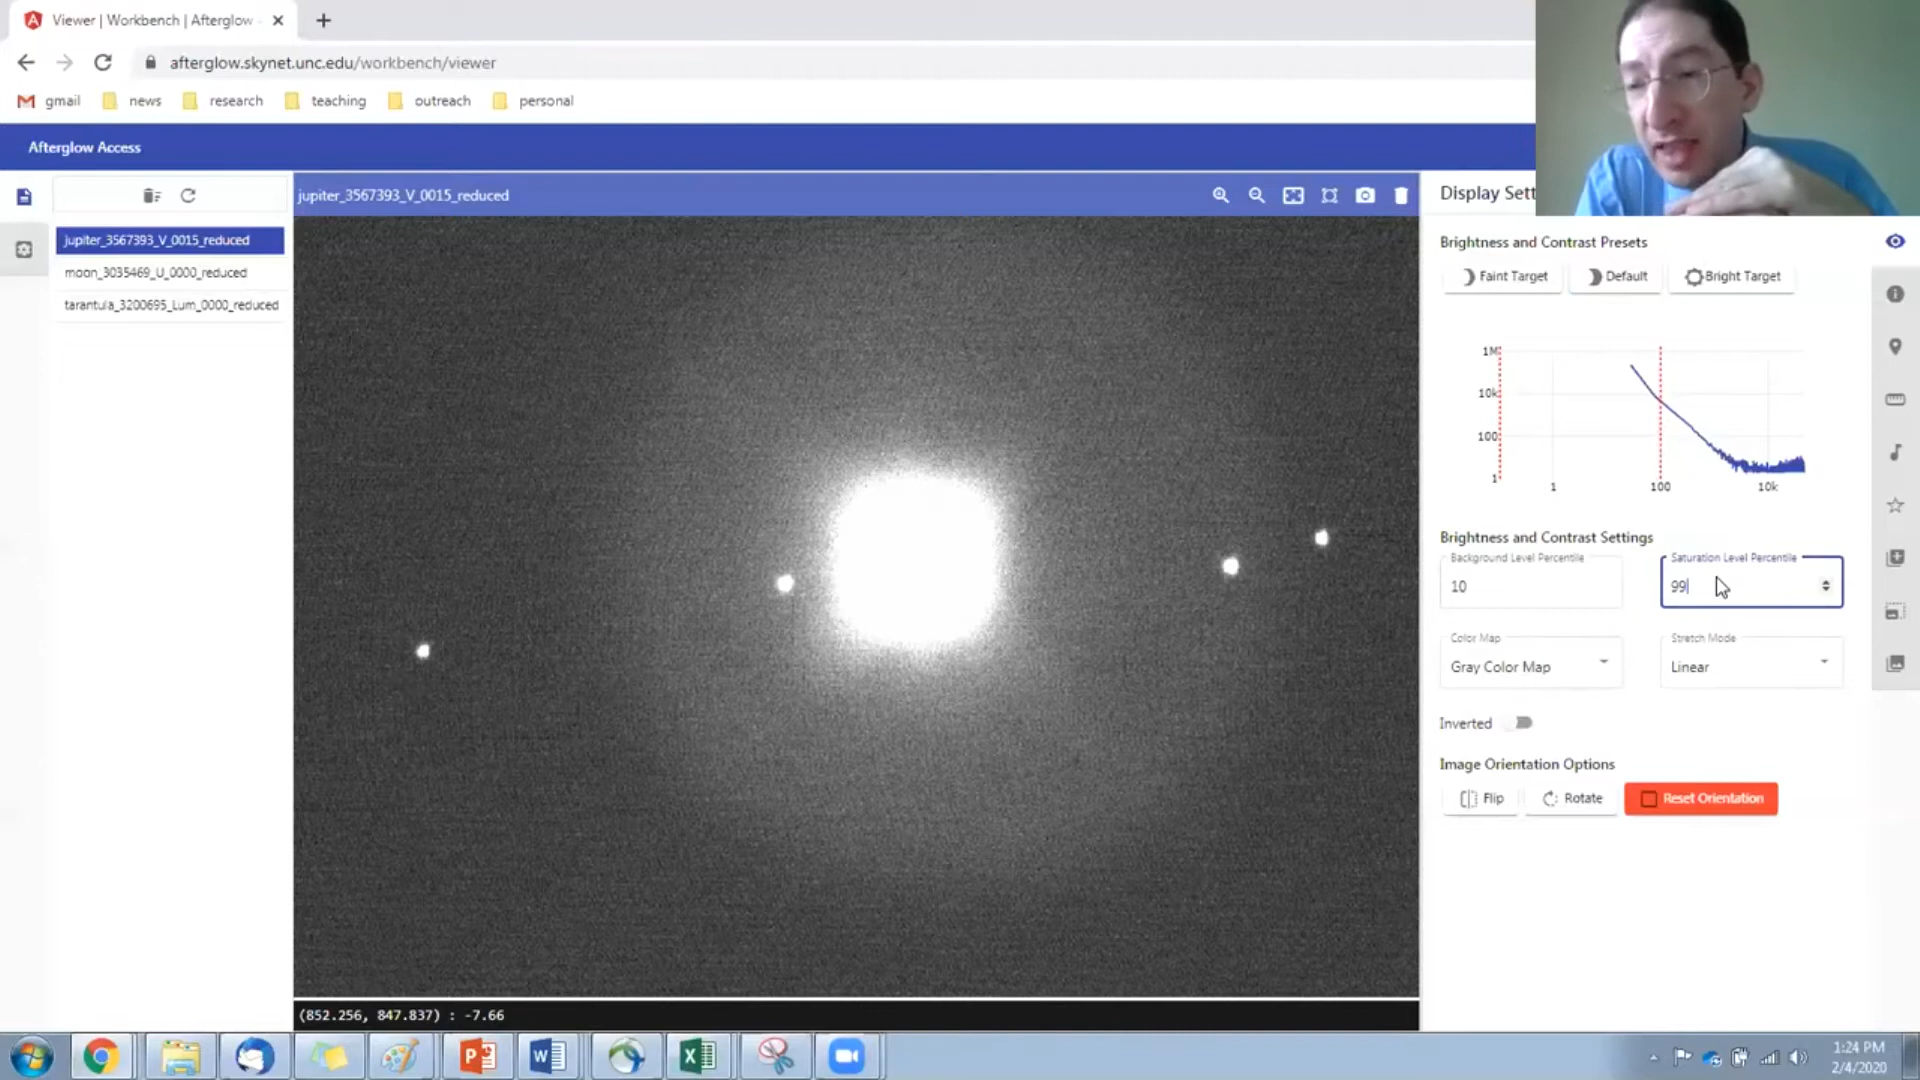 Viewer | Workbench | Afterglow
afterglow.skynet.unc.edu/workbench/viewer
gmail news research teaching outreach personal
Afterglow Access
jupiter_3567393_V_0015_reduced
Display Sett
jupiter_3567393_V_0015_reduced
moon_3035469_U_0000_reduced
tarantula_3200695_Lum_0000_reduced
Brightness and Contrast Presets
Faint Target Default Bright Target
1M
10k
100
1
1 100 10k
Brightness and Contrast Settings
Background Level Percentile Saturation Level Percentile
10 99
Color Map Stretch Mode
Gray Color Map Linear
Inverted
Image Orientation Options
Flip Rotate Reset Orientation
(852.256, 847.837) : -7.66
1:24 PM
2/4/2020